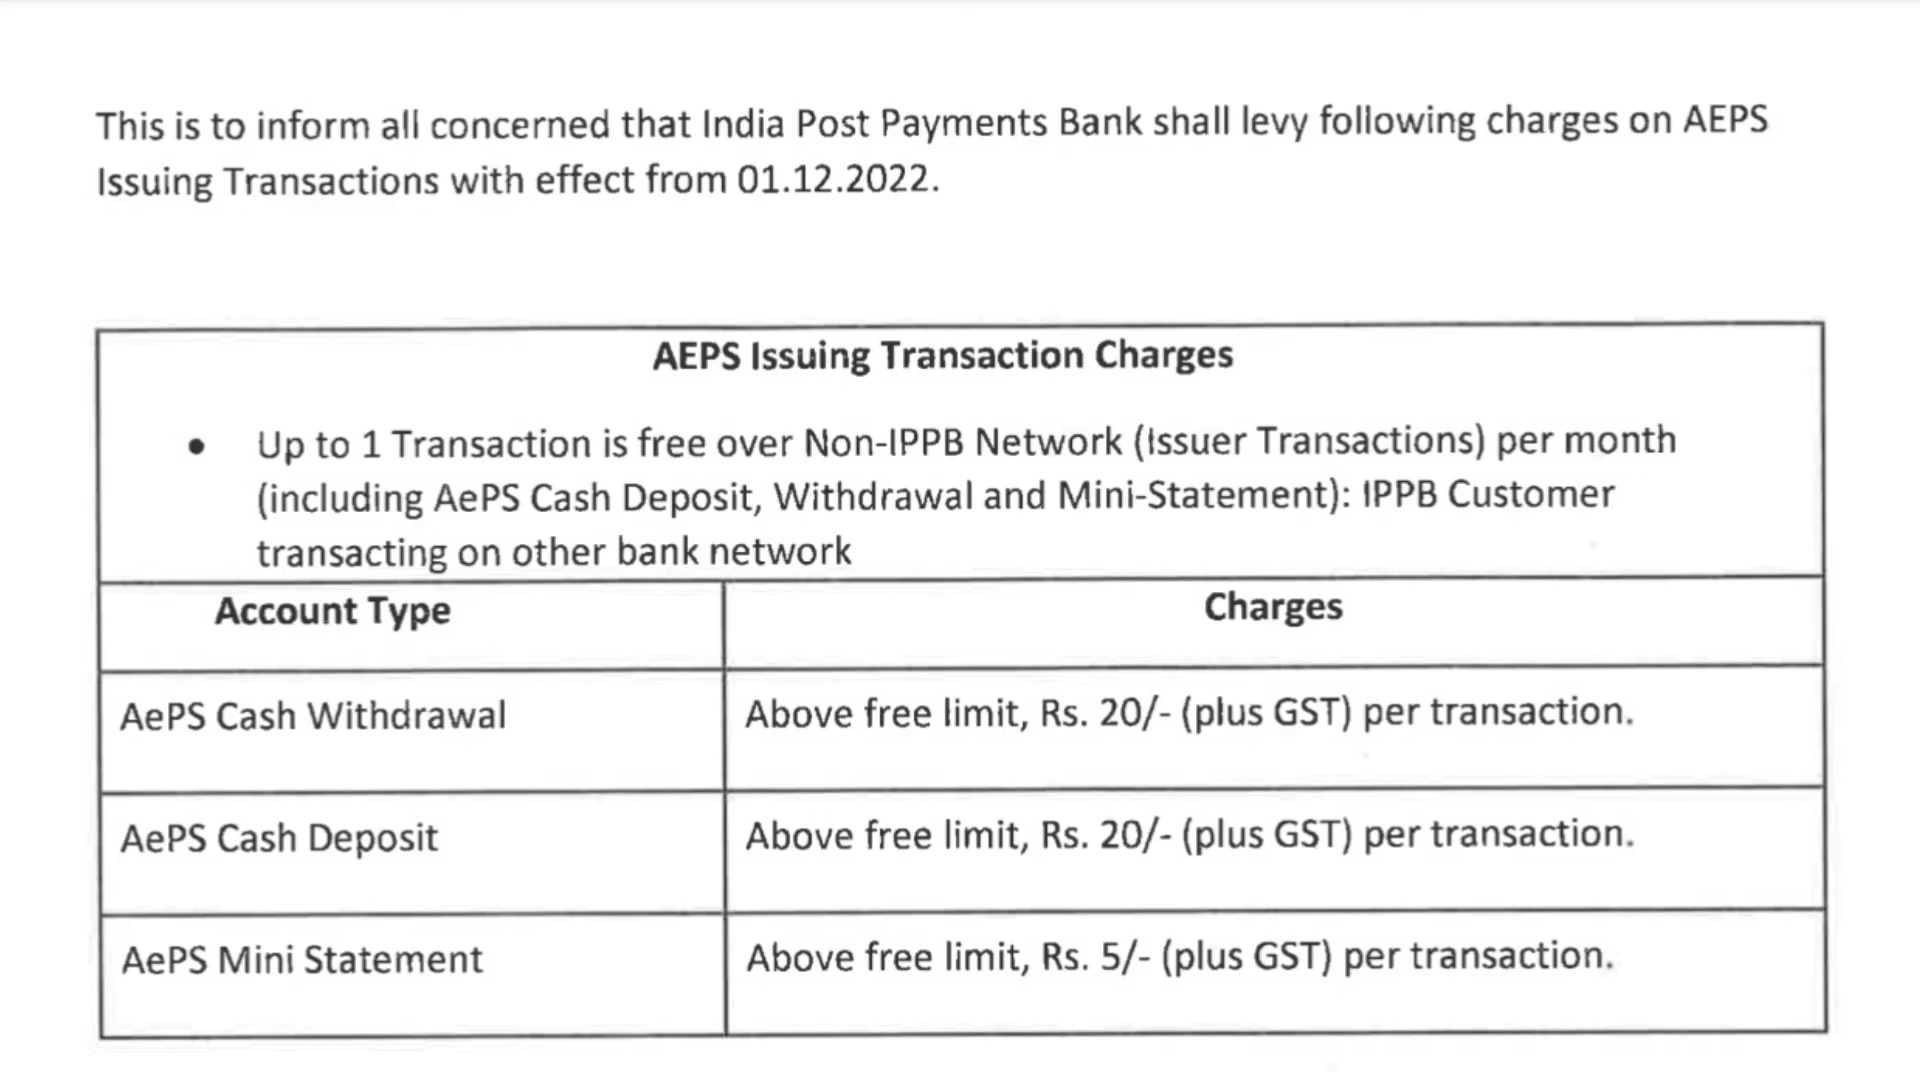 This is to inform all concerned that India Post Payments Bank shall levy following charges on AEPS
Issuing Transactions with effect from 01.12.2022.
AEPS Issuing Transaction Charges
• Up to 1 Transaction is free over Non-IPPB Network (Issuer Transactions) per month
(including AePS Cash Deposit, Withdrawal and Mini-Statement): IPPB Customer
transacting on other bank network
Account Type Charges
AePS Cash Withdrawal Above free limit, Rs. 20/- (plus GST) per transaction.
AePS Cash Deposit Above free limit, Rs. 20/- (plus GST) per transaction.
AePS Mini Statement Above free limit, Rs. 5/- (plus GST) per transaction.